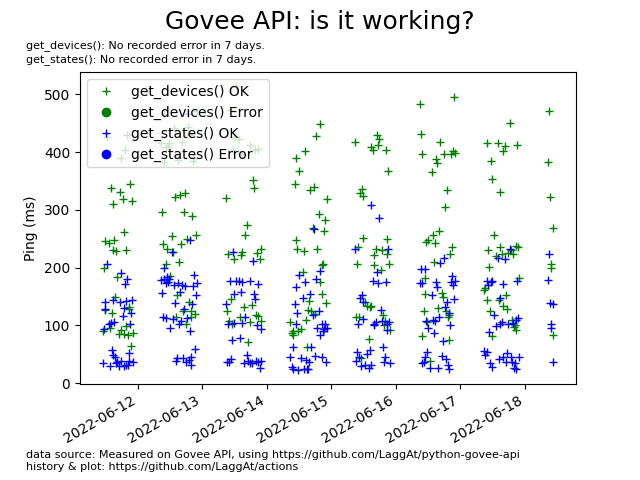 Govee API: is it working?
get_devices(): No recorded error in 7 days.
get_states(): No recorded error in 7 days.
get_devices() OK
get_devices() Error
get_states() OK
get_states() Error
500
400
300
200
100
0
Ping (ms)
2022-06-12
2022-06-13
2022-06-14
2022-06-15
2022-06-16
2022-06-17
2022-06-18
data source: Measured on Govee API, using https://github.com/LaggAt/python-govee-api
history & plot: https://github.com/LaggAt/actions